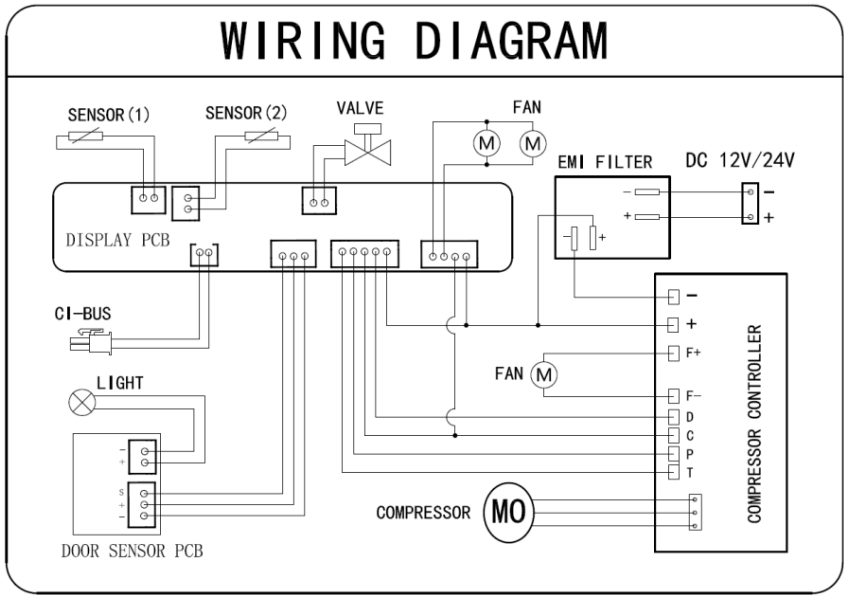 WIRING DIAGRAM
SENSOR(1)
SENSOR(2)
VALVE
FAN
M
M
EMI FILTER
DC 12V/24V
-
+
-
+
-
+
DISPLAY PCB
CI-BUS
LIGHT
-
+
S
+
-
DOOR SENSOR PCB
FAN
M
COMPRESSOR
MO
-
+
F+
F-
D
C
P
T
COMPRESSOR CONTROLLER